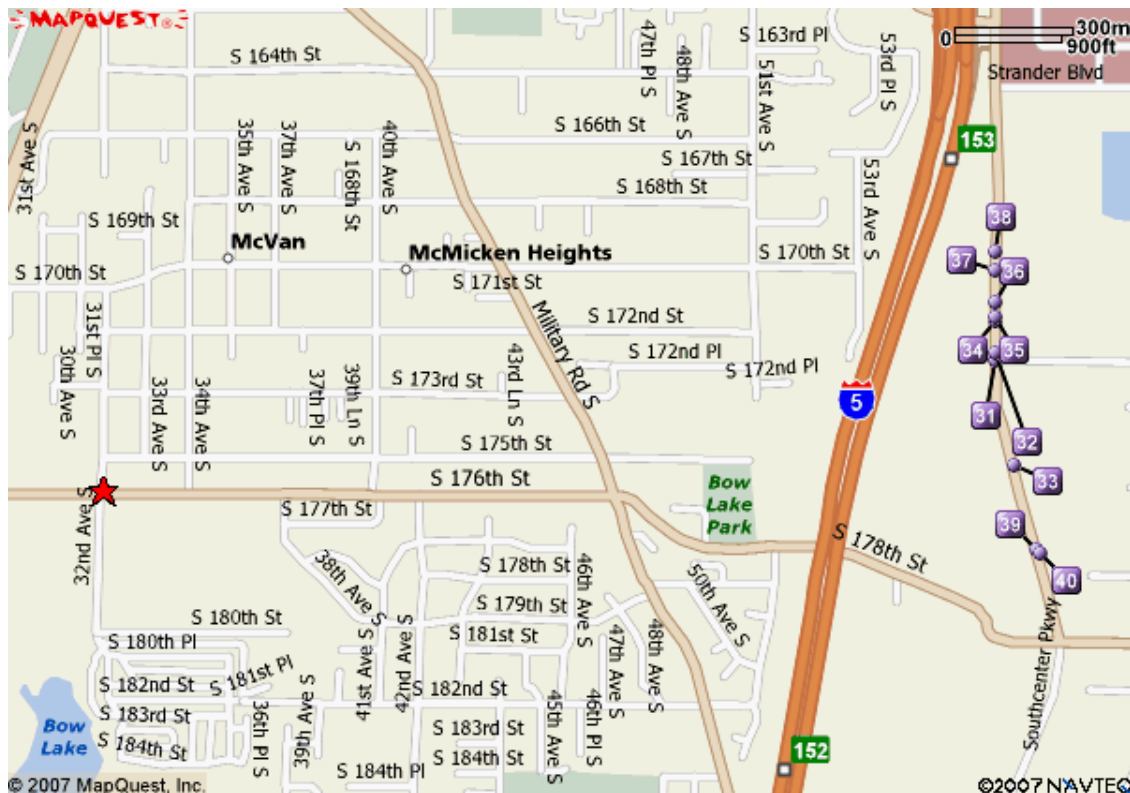 MAPQUEST®
300m
0
900ft
Strander Blvd
S 164th St
47th Pl S
48th Ave S
S 163rd Pl
51st Ave S
53rd Pl S
31st Ave S
35th Ave S
37th Ave S
S 168th St
40th Ave S
S 166th St
S 167th St
S 168th St
53rd Ave S
153
S 169th St
McVan
McMicken Heights
S 170th St
S 170th St
S 171st St
38
37
36
31st Pl S
Military Rd S
S 172nd St
S 172nd Pl
S 172nd Pl
34
35
30th Ave S
33rd Ave S
34th Ave S
37th Pl S
39th Ln S
S 173rd St
43rd Ln S
5
31
32
33
S 175th St
S 176th St
Bow
Lake
Park
32nd Ave S
S 177th St
S 178th St
39
40
38th Ave S
S 178th St
46th Ave S
50th Ave S
S 179th St
S 180th St
S 180th Pl
S 181st St
41st Ave S
42nd Ave S
47th Ave S
48th Ave S
Southcenter Pkwy
S 181st Pl
S 182nd St
S 182nd St
S 183rd St
S 183rd St
36th Pl S
39th Ave S
45th Ave S
46th Pl S
Bow
Lake
S 184th St
S 184th St
S 184th Pl
152
© 2007 MapQuest, Inc.
©2007 NAVTEQ